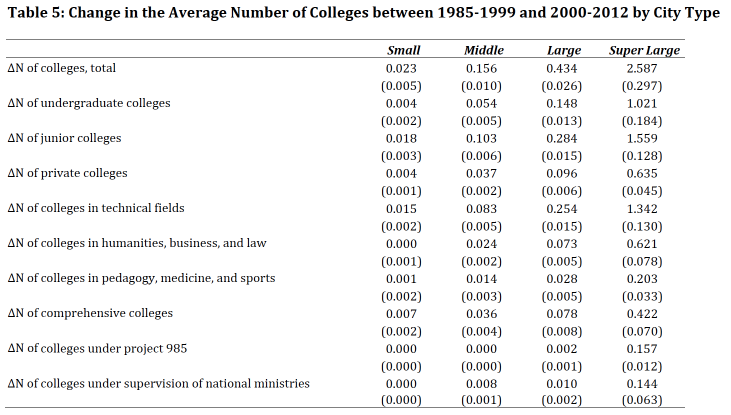 Table 5: Change in the Average Number of Colleges between 1985-1999 and 2000-2012 by City Type
Small Middle Large Super Large
ΔN of colleges, total 0.023 0.156 0.434 2.587
(0.005) (0.010) (0.026) (0.297)
ΔN of undergraduate colleges 0.004 0.054 0.148 1.021
(0.002) (0.005) (0.013) (0.184)
ΔN of junior colleges 0.018 0.103 0.284 1.559
(0.003) (0.006) (0.015) (0.128)
ΔN of private colleges 0.004 0.037 0.096 0.635
(0.001) (0.002) (0.006) (0.045)
ΔN of colleges in technical fields 0.015 0.083 0.254 1.342
(0.002) (0.005) (0.015) (0.130)
ΔN of colleges in humanities, business, and law 0.000 0.024 0.073 0.621
(0.001) (0.002) (0.005) (0.078)
ΔN of colleges in pedagogy, medicine, and sports 0.001 0.014 0.028 0.203
(0.002) (0.003) (0.005) (0.033)
ΔN of comprehensive colleges 0.007 0.036 0.078 0.422
(0.002) (0.004) (0.008) (0.070)
ΔN of colleges under project 985 0.000 0.000 0.002 0.157
(0.000) (0.000) (0.001) (0.012)
ΔN of colleges under supervision of national ministries 0.000 0.008 0.010 0.144
(0.000) (0.001) (0.002) (0.063)